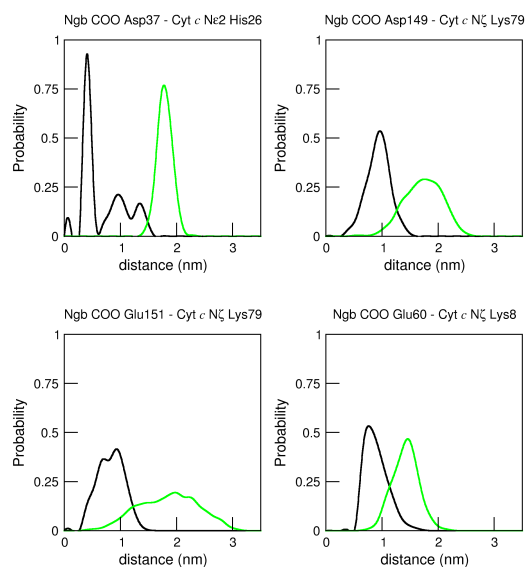 Ngb COO Asp37 - Cyt c Nε2 His26
Ngb COO Asp149 - Cyt c Nζ Lys79
1
0.75
0.5
0.25
0
Probability
0 1 2 3
distance (nm)
1
0.75
0.5
0.25
0
Probability
0 1 2 3
ditance (nm)
Ngb COO Glu151 - Cyt c Nζ Lys79
Ngb COO Glu60 - Cyt c Nζ Lys8
1
0.75
0.5
0.25
0
Probability
0 1 2 3
distance (nm)
1
0.75
0.5
0.25
0
Probability
0 1 2 3
distance (nm)